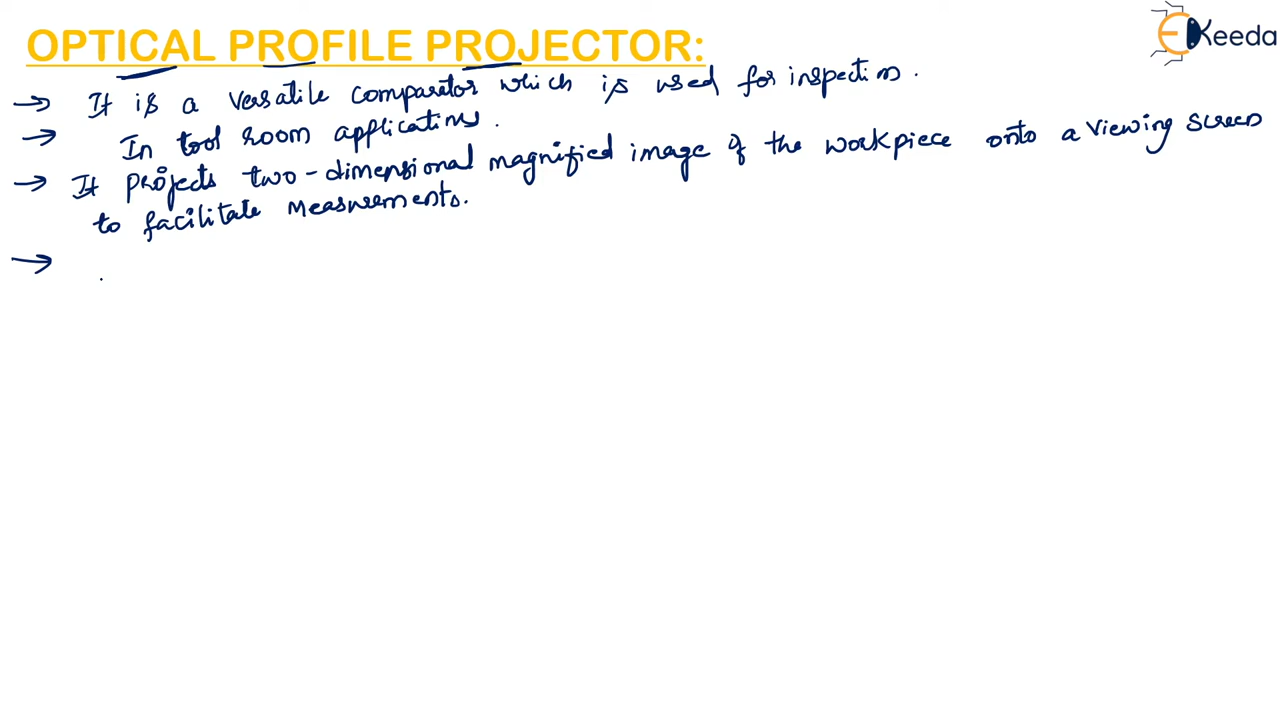 OPTICAL PROFILE PROJECTOR:
EKeeda
→ It is a versatile comparator which is used for inspection.
→ In tool room applications.
→ It projects two-dimensional magnified image of the workpiece onto a viewing screen
to facilitate measurements.
→